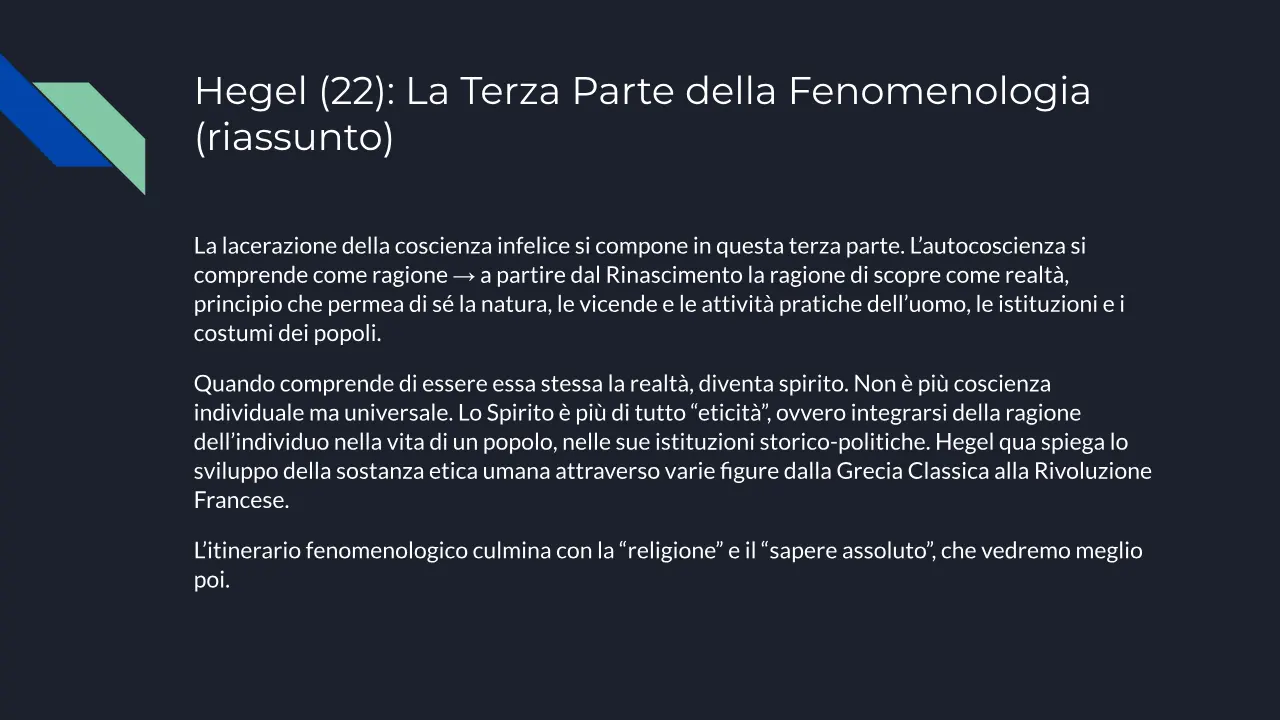 Hegel (22): La Terza Parte della Fenomenologia
(riassunto)
La lacerazione della coscienza infelice si compone in questa terza parte. L’autocoscienza si
comprende come ragione → a partire dal Rinascimento la ragione di scopre come realtà,
principio che permea di sé la natura, le vicende e le attività pratiche dell’uomo, le istituzioni e i
costumi dei popoli.
Quando comprende di essere essa stessa la realtà, diventa spirito. Non è più coscienza
individuale ma universale. Lo Spirito è più di tutto “eticità”, ovvero integrarsi della ragione
dell’individuo nella vita di un popolo, nelle sue istituzioni storico-politiche. Hegel qua spiega lo
sviluppo della sostanza etica umana attraverso varie figure dalla Grecia Classica alla Rivoluzione
Francese.
L’itinerario fenomenologico culmina con la “religione” e il “sapere assoluto”, che vedremo meglio
poi.